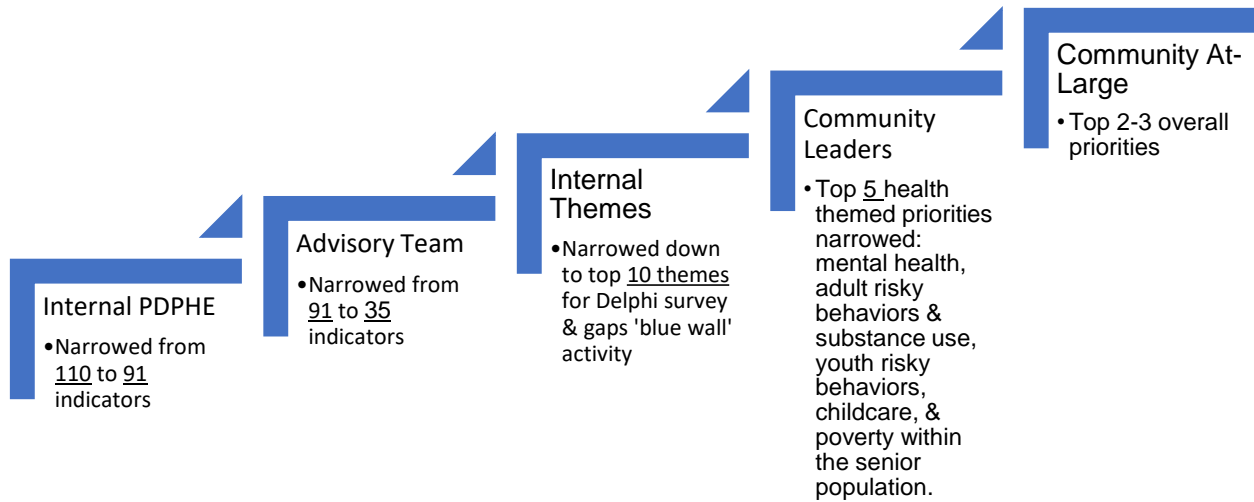 Internal PDPHE
•Narrowed from
110 to 91
indicators
Advisory Team
•Narrowed from
91 to 35
indicators
Internal
Themes
•Narrowed down
to top 10 themes
for Delphi survey
& gaps 'blue wall'
activity
Community
Leaders
•Top 5 health
themed priorities
narrowed:
mental health,
adult risky
behaviors &
substance use,
youth risky
behaviors,
childcare, &
poverty within
the senior
population.
Community At-
Large
•Top 2-3 overall
priorities